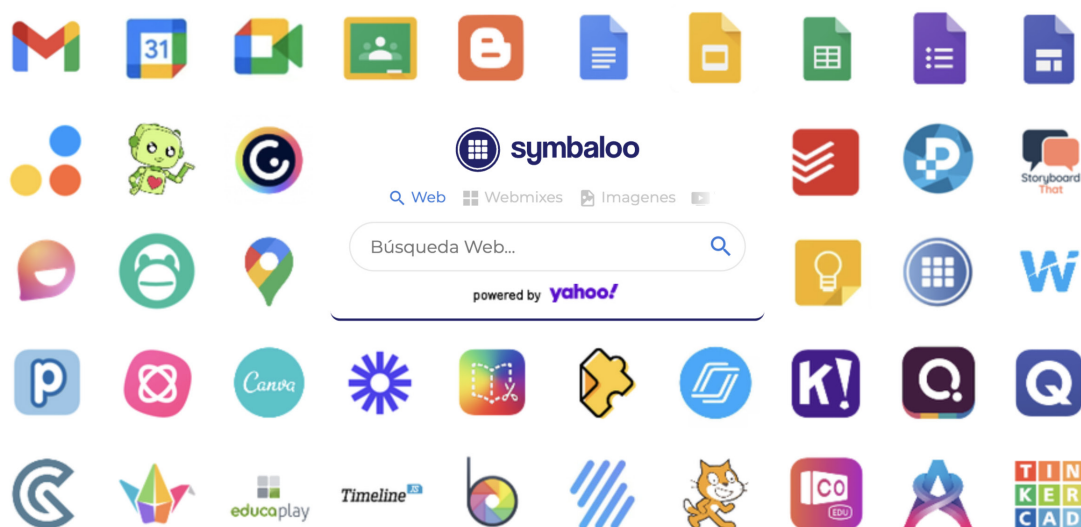 31
symbaloo
Web
Webmixes
Imagenes
Storyboard
That
Búsqueda Web...
powered by yahoo!
Canva
K!
educaplay
Timeline JS
CO
EDU
TIN
KER
CAD